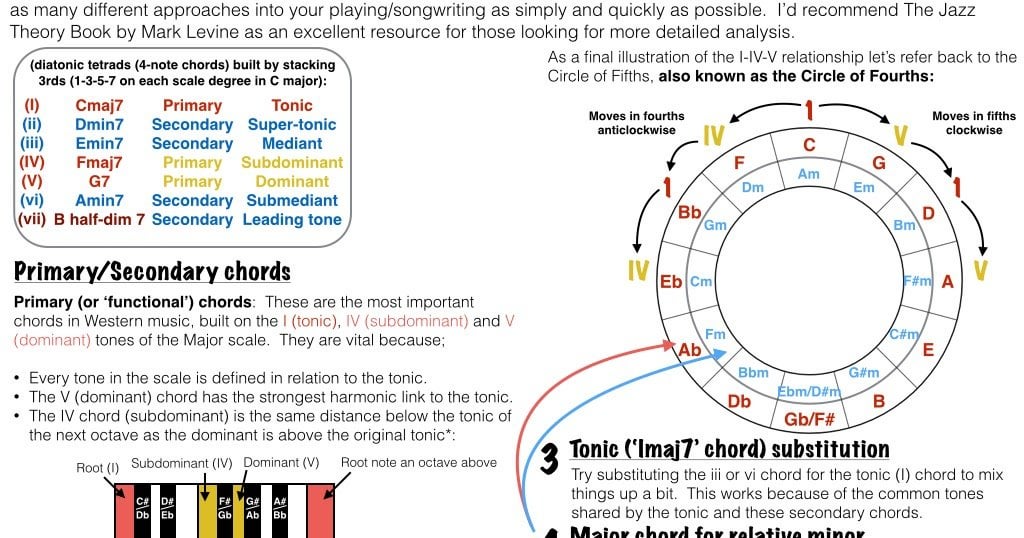 as many different approaches into your playing/songwriting as simply and quickly as possible. I'd recommend The Jazz
Theory Book by Mark Levine as an excellent resource for those looking for more detailed analysis.
(diatonic tetrads (4-note chords) built by stacking
3rds (1-3-5-7 on each scale degree in C major):
(I) Cmaj7 Primary Tonic
(ii) Dmin7 Secondary Super-tonic
(iii) Emin7 Secondary Mediant
(IV) Fmaj7 Primary Subdominant
(V) G7 Primary Dominant
(vi) Amin7 Secondary Submediant
(vii) B half-dim 7 Secondary Leading tone
Primary/Secondary chords
Primary (or 'functional') chords: These are the most important
chords in Western music, built on the I (tonic), IV (subdominant) and V
(dominant) tones of the Major scale. They are vital because;
• Every tone in the scale is defined in relation to the tonic.
• The V (dominant) chord has the strongest harmonic link to the tonic.
• The IV chord (subdominant) is the same distance below the tonic of
the next octave as the dominant is above the original tonic*:
Root (I) Subdominant (IV) Dominant (V) Root note an octave above
C# D# F# G# A#
Db Eb Gb Ab Bb
As a final illustration of the I-IV-V relationship let's refer back to the
Circle of Fifths, also known as the Circle of Fourths:
Moves in fourths
anticlockwise
Moves in fifths
clockwise
1
IV V
1 1
IV V
C
F G
Am
Dm Em
Bb D
Gm Bm
Eb Cm F#m A
Fm C#m
Ab E
Bbm G#m
Ebm/D#m
Db B
Gb/F#
3 Tonic ('Imaj7' chord) substitution
Try substituting the iii or vi chord for the tonic (I) chord to mix
things up a bit. This works because of the common tones
shared by the tonic and these secondary chords.
Major chord for relative minor